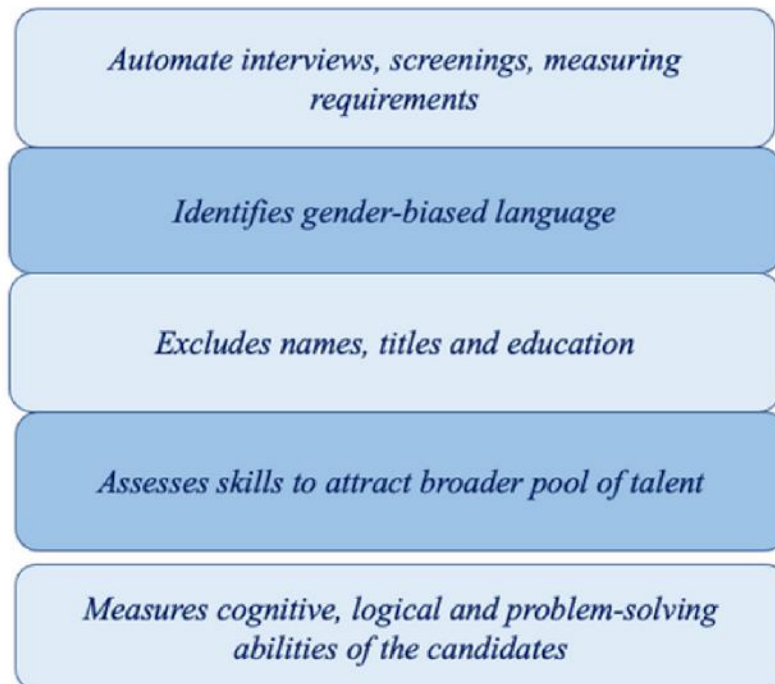 Automate interviews, screenings, measuring
requirements
Identifies gender-biased language
Excludes names, titles and education
Assesses skills to attract broader pool of talent
Measures cognitive, logical and problem-solving
abilities of the candidates